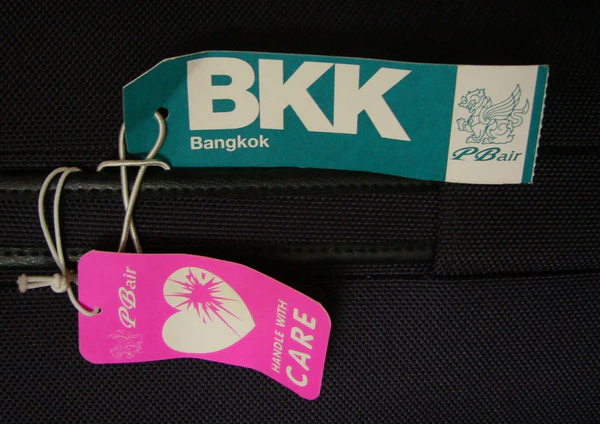 BKK
Bangkok
PBair
PBair
HANDLE WITH
CARE